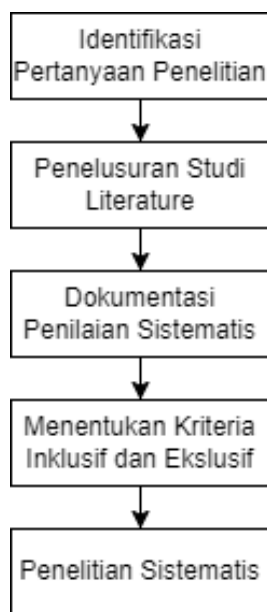 Identifikasi
Pertanyaan Penelitian
Penelusuran Studi
Literature
Dokumentasi
Penilaian Sistematis
Menentukan Kriteria
Inklusif dan Ekslusif
Penelitian Sistematis